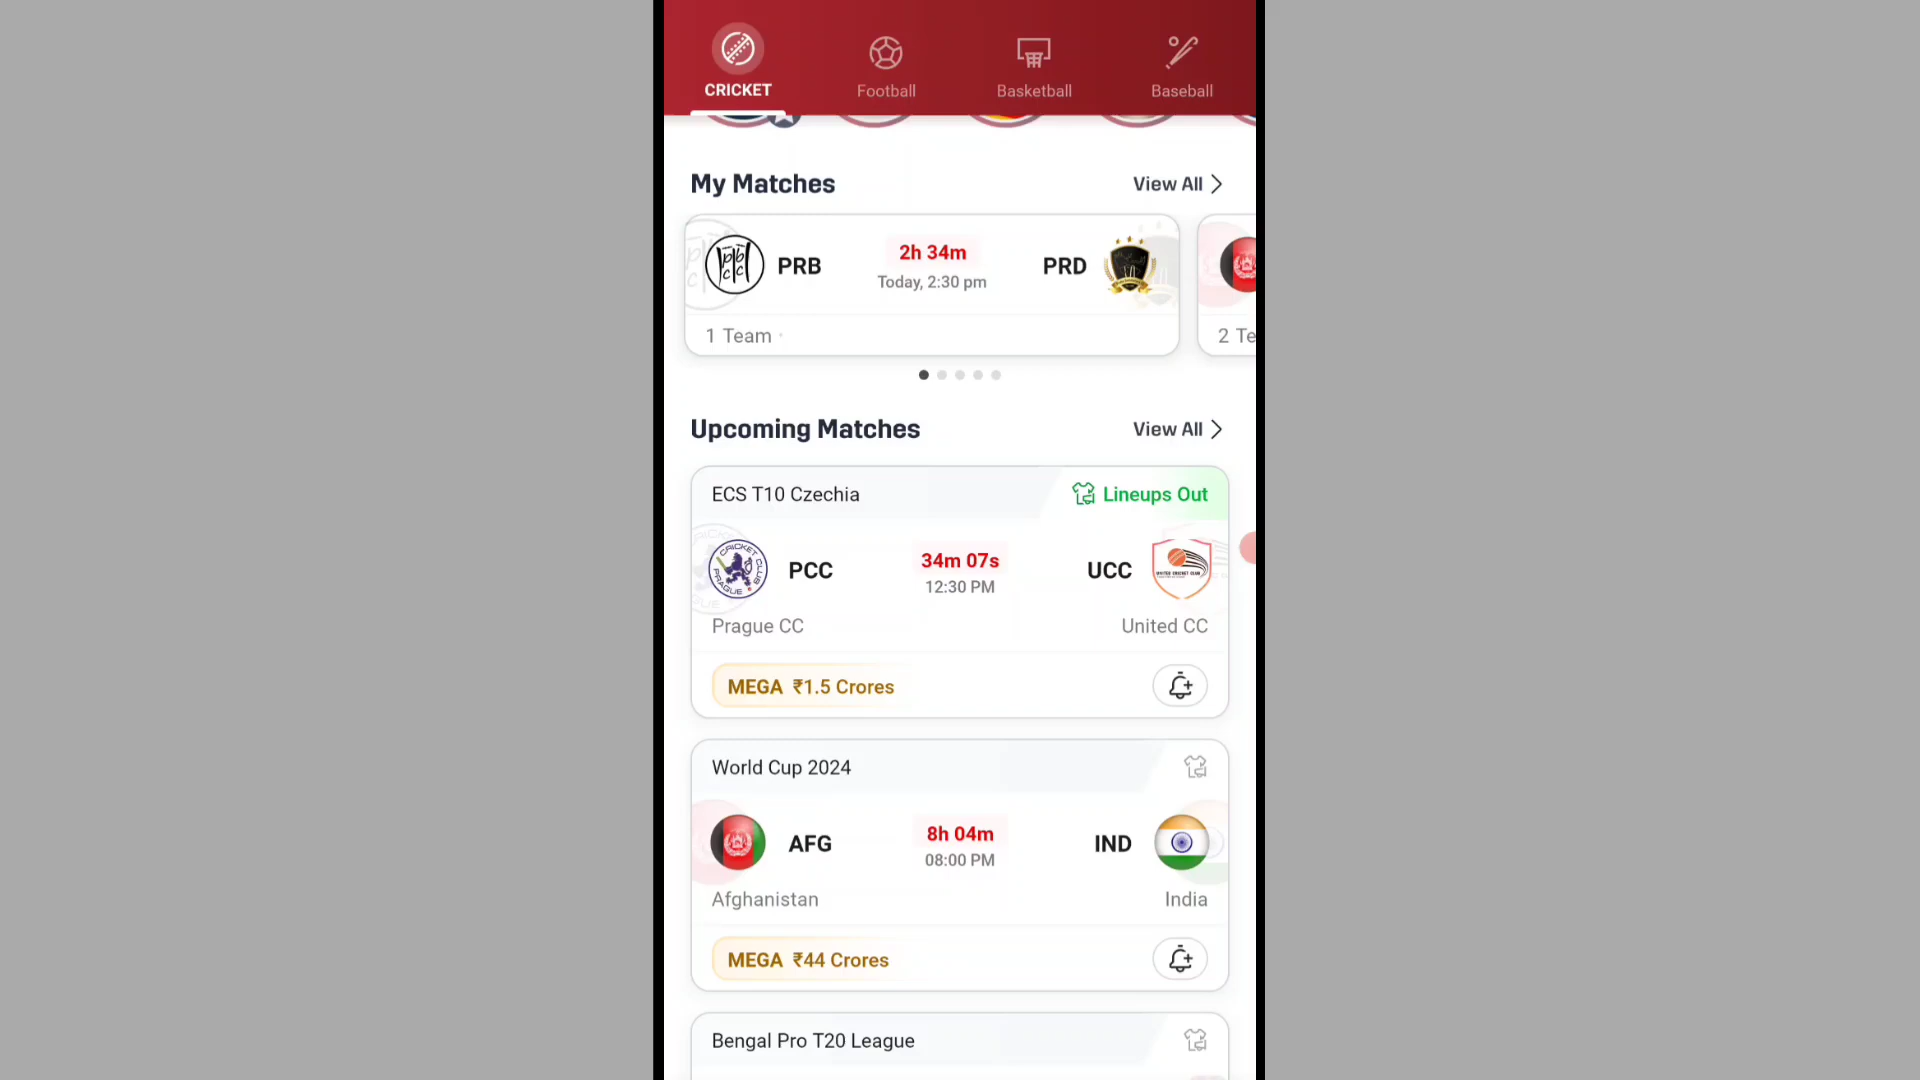 CRICKET
Football
Basketball
Baseball
My Matches
View All
PRB
2h 34m
Today, 2:30 pm
PRD
1 Team
2 Te
Upcoming Matches
View All
ECS T10 Czechia
Lineups Out
PCC
34m 07s
12:30 PM
UCC
Prague CC
United CC
MEGA ₹1.5 Crores
World Cup 2024
AFG
8h 04m
08:00 PM
IND
Afghanistan
India
MEGA ₹44 Crores
Bengal Pro T20 League